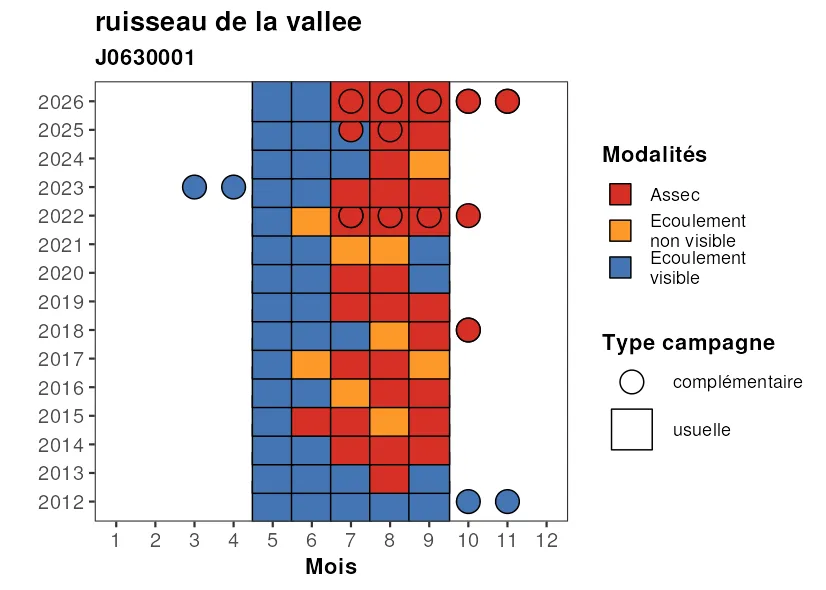 ruisseau de la vallee
J0630001
2026
2025
2024
2023
2022
2021
2020
2019
2018
2017
2016
2015
2014
2013
2012
1 2 3 4 5 6 7 8 9 10 11 12
Mois
Modalités
Assec
Ecoulement
non visible
Ecoulement
visible
Type campagne
complémentaire
usuelle